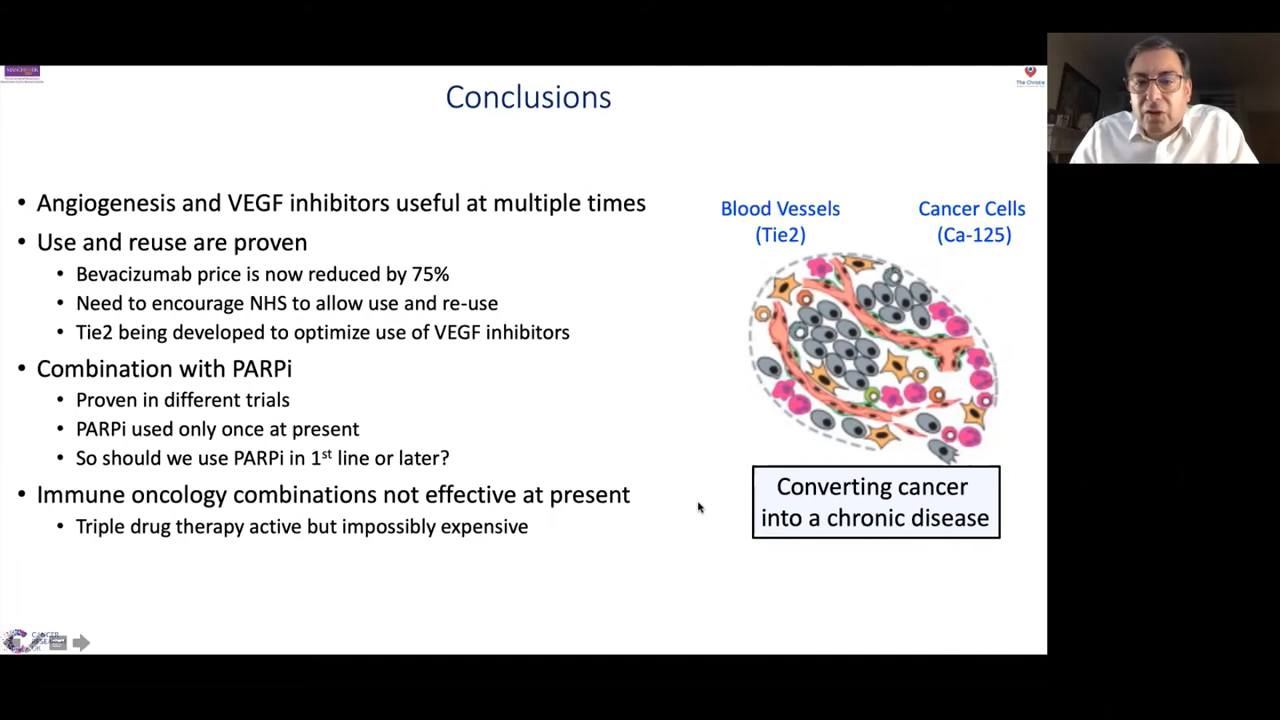 Conclusions
The Christie
• Angiogenesis and VEGF inhibitors useful at multiple times
• Use and reuse are proven
• Bevacizumab price is now reduced by 75%
• Need to encourage NHS to allow use and re-use
• Tie2 being developed to optimize use of VEGF inhibitors
• Combination with PARPi
• Proven in different trials
• PARPi used only once at present
• So should we use PARPi in 1st line or later?
• Immune oncology combinations not effective at present
• Triple drug therapy active but impossibly expensive
Blood Vessels
(Tie2)
Cancer Cells
(Ca-125)
Converting cancer
into a chronic disease